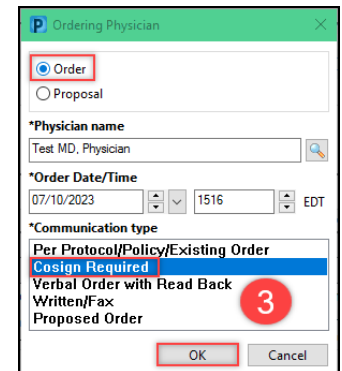 P Ordering Physician
Order
Proposal
*Physician name
Test MD, Physician
*Order Date/Time
07/10/2023 1516 EDT
*Communication type
Per Protocol/Policy/Existing Order
Cosign Required
Verbal Order with Read Back
Written/Fax
Proposed Order
3
OK Cancel